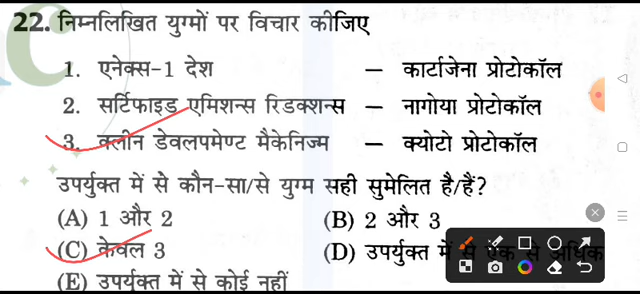 22. निम्नलिखित युग्मों पर विचार कीजिए
1. एनेक्स-1 देश – कार्टाजेना प्रोटोकॉल
2. सर्टिफाइड एमिशन्स रिडक्शन्स – नागोया प्रोटोकॉल
3. क्लीन डेवलपमेण्ट मैकेनिज्म – क्योटो प्रोटोकॉल
उपर्युक्त में से कौन-सा/से युग्म सही सुमेलित है/हैं?
(A) 1 और 2 (B) 2 और 3
(C) केवल 3 (D) उपर्युक्त में से एक से अधिक
(E) उपर्युक्त में से कोई नहीं